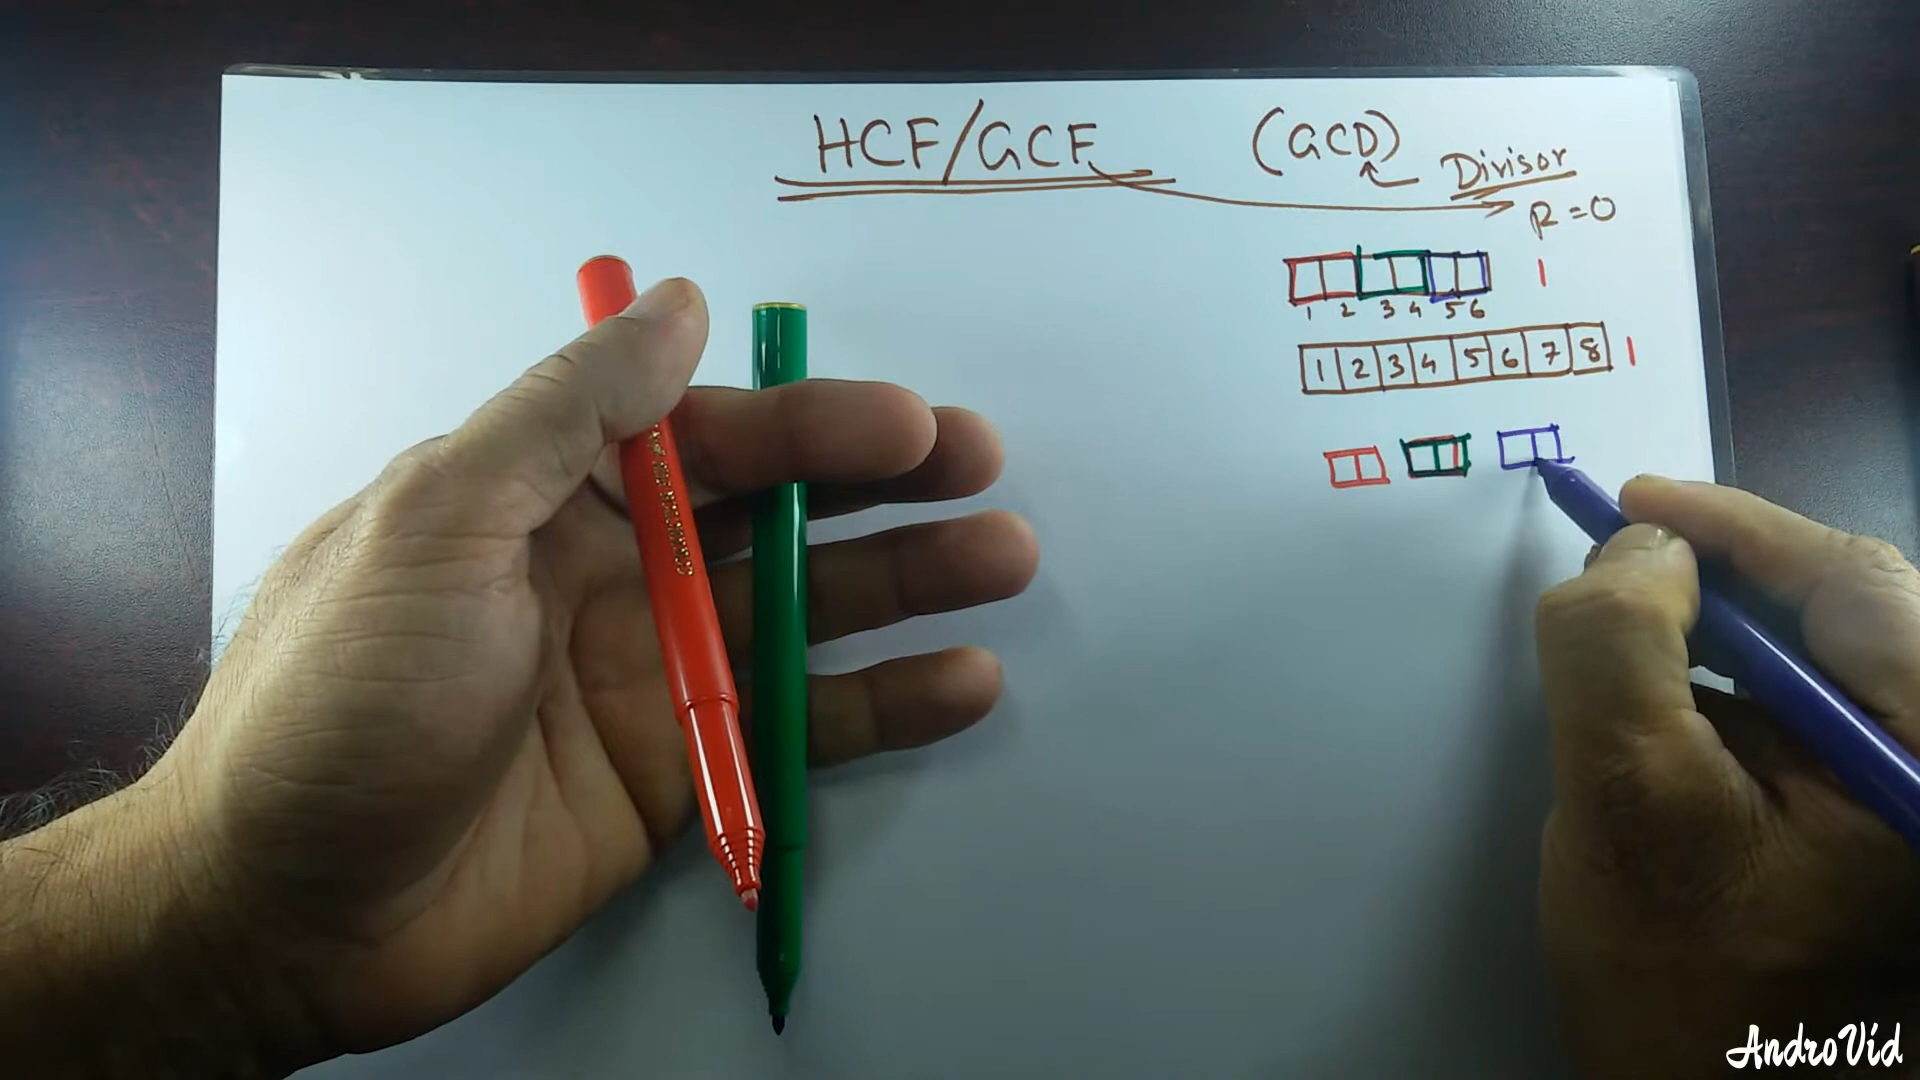 HCF/GCF (GCD)
Divisor
R=0
1
1 2 3 4 5 6
1 2 3 4 5 6 7 8 1
AndroVid